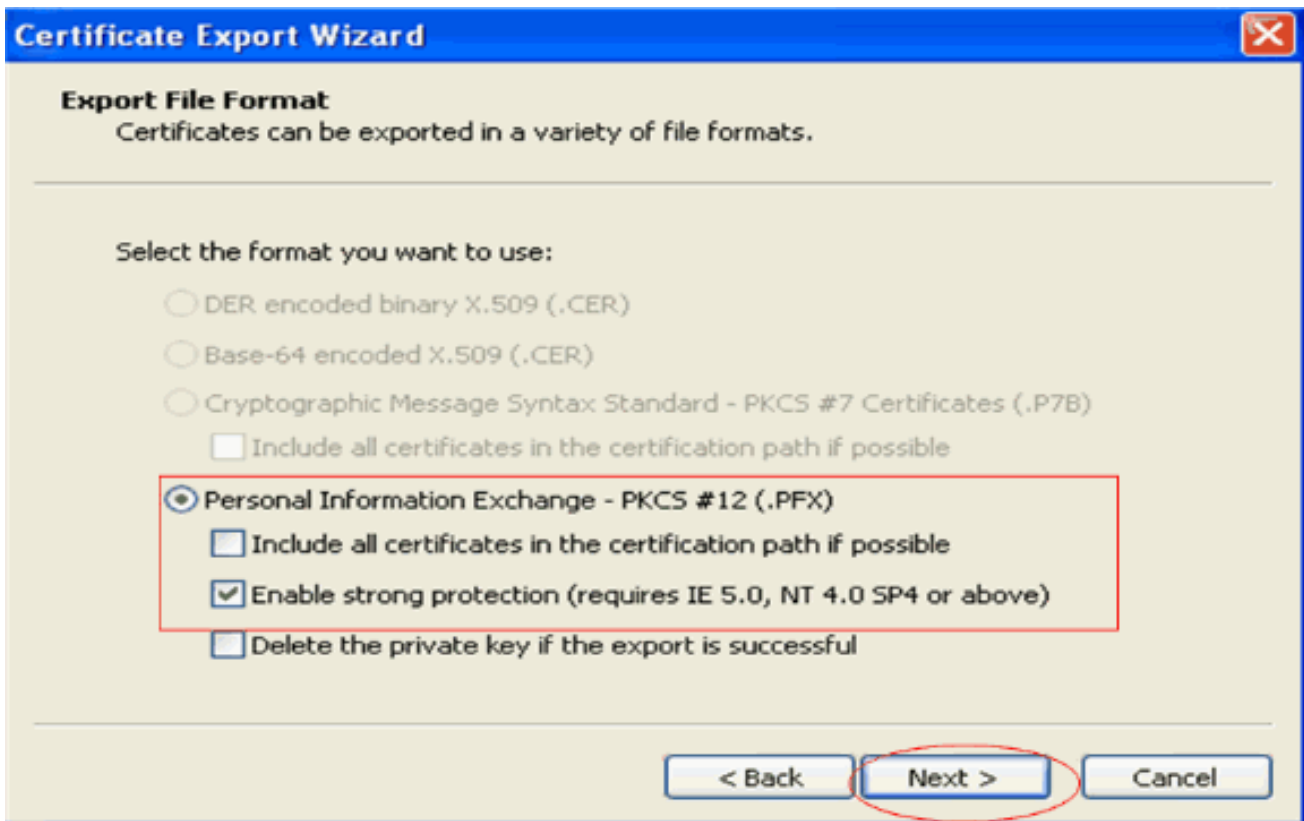 Certificate Export Wizard
Export File Format
Certificates can be exported in a variety of file formats.
Select the format you want to use:
DER encoded binary X.509 (.CER)
Base-64 encoded X.509 (.CER)
Cryptographic Message Syntax Standard - PKCS #7 Certificates (.P7B)
Include all certificates in the certification path if possible
Personal Information Exchange - PKCS #12 (.PFX)
Include all certificates in the certification path if possible
Enable strong protection (requires IE 5.0, NT 4.0 SP4 or above)
Delete the private key if the export is successful
< Back Next > Cancel